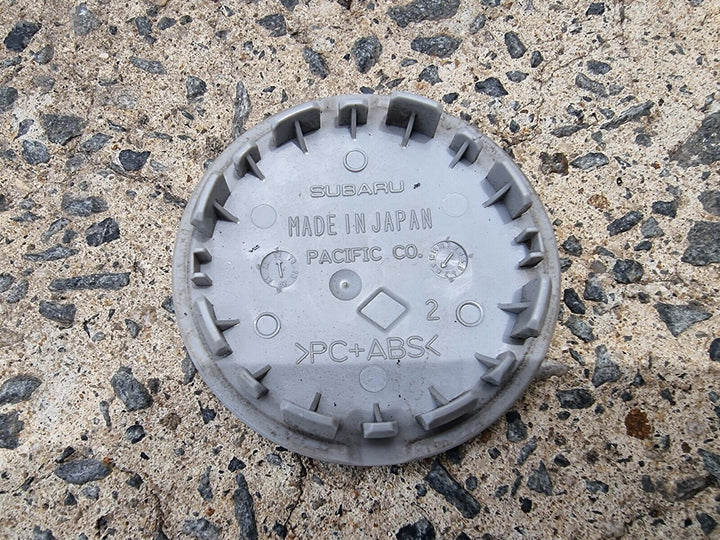 SUBARU
MADE IN JAPAN
PACIFIC CO.
2
>PC+ABS<